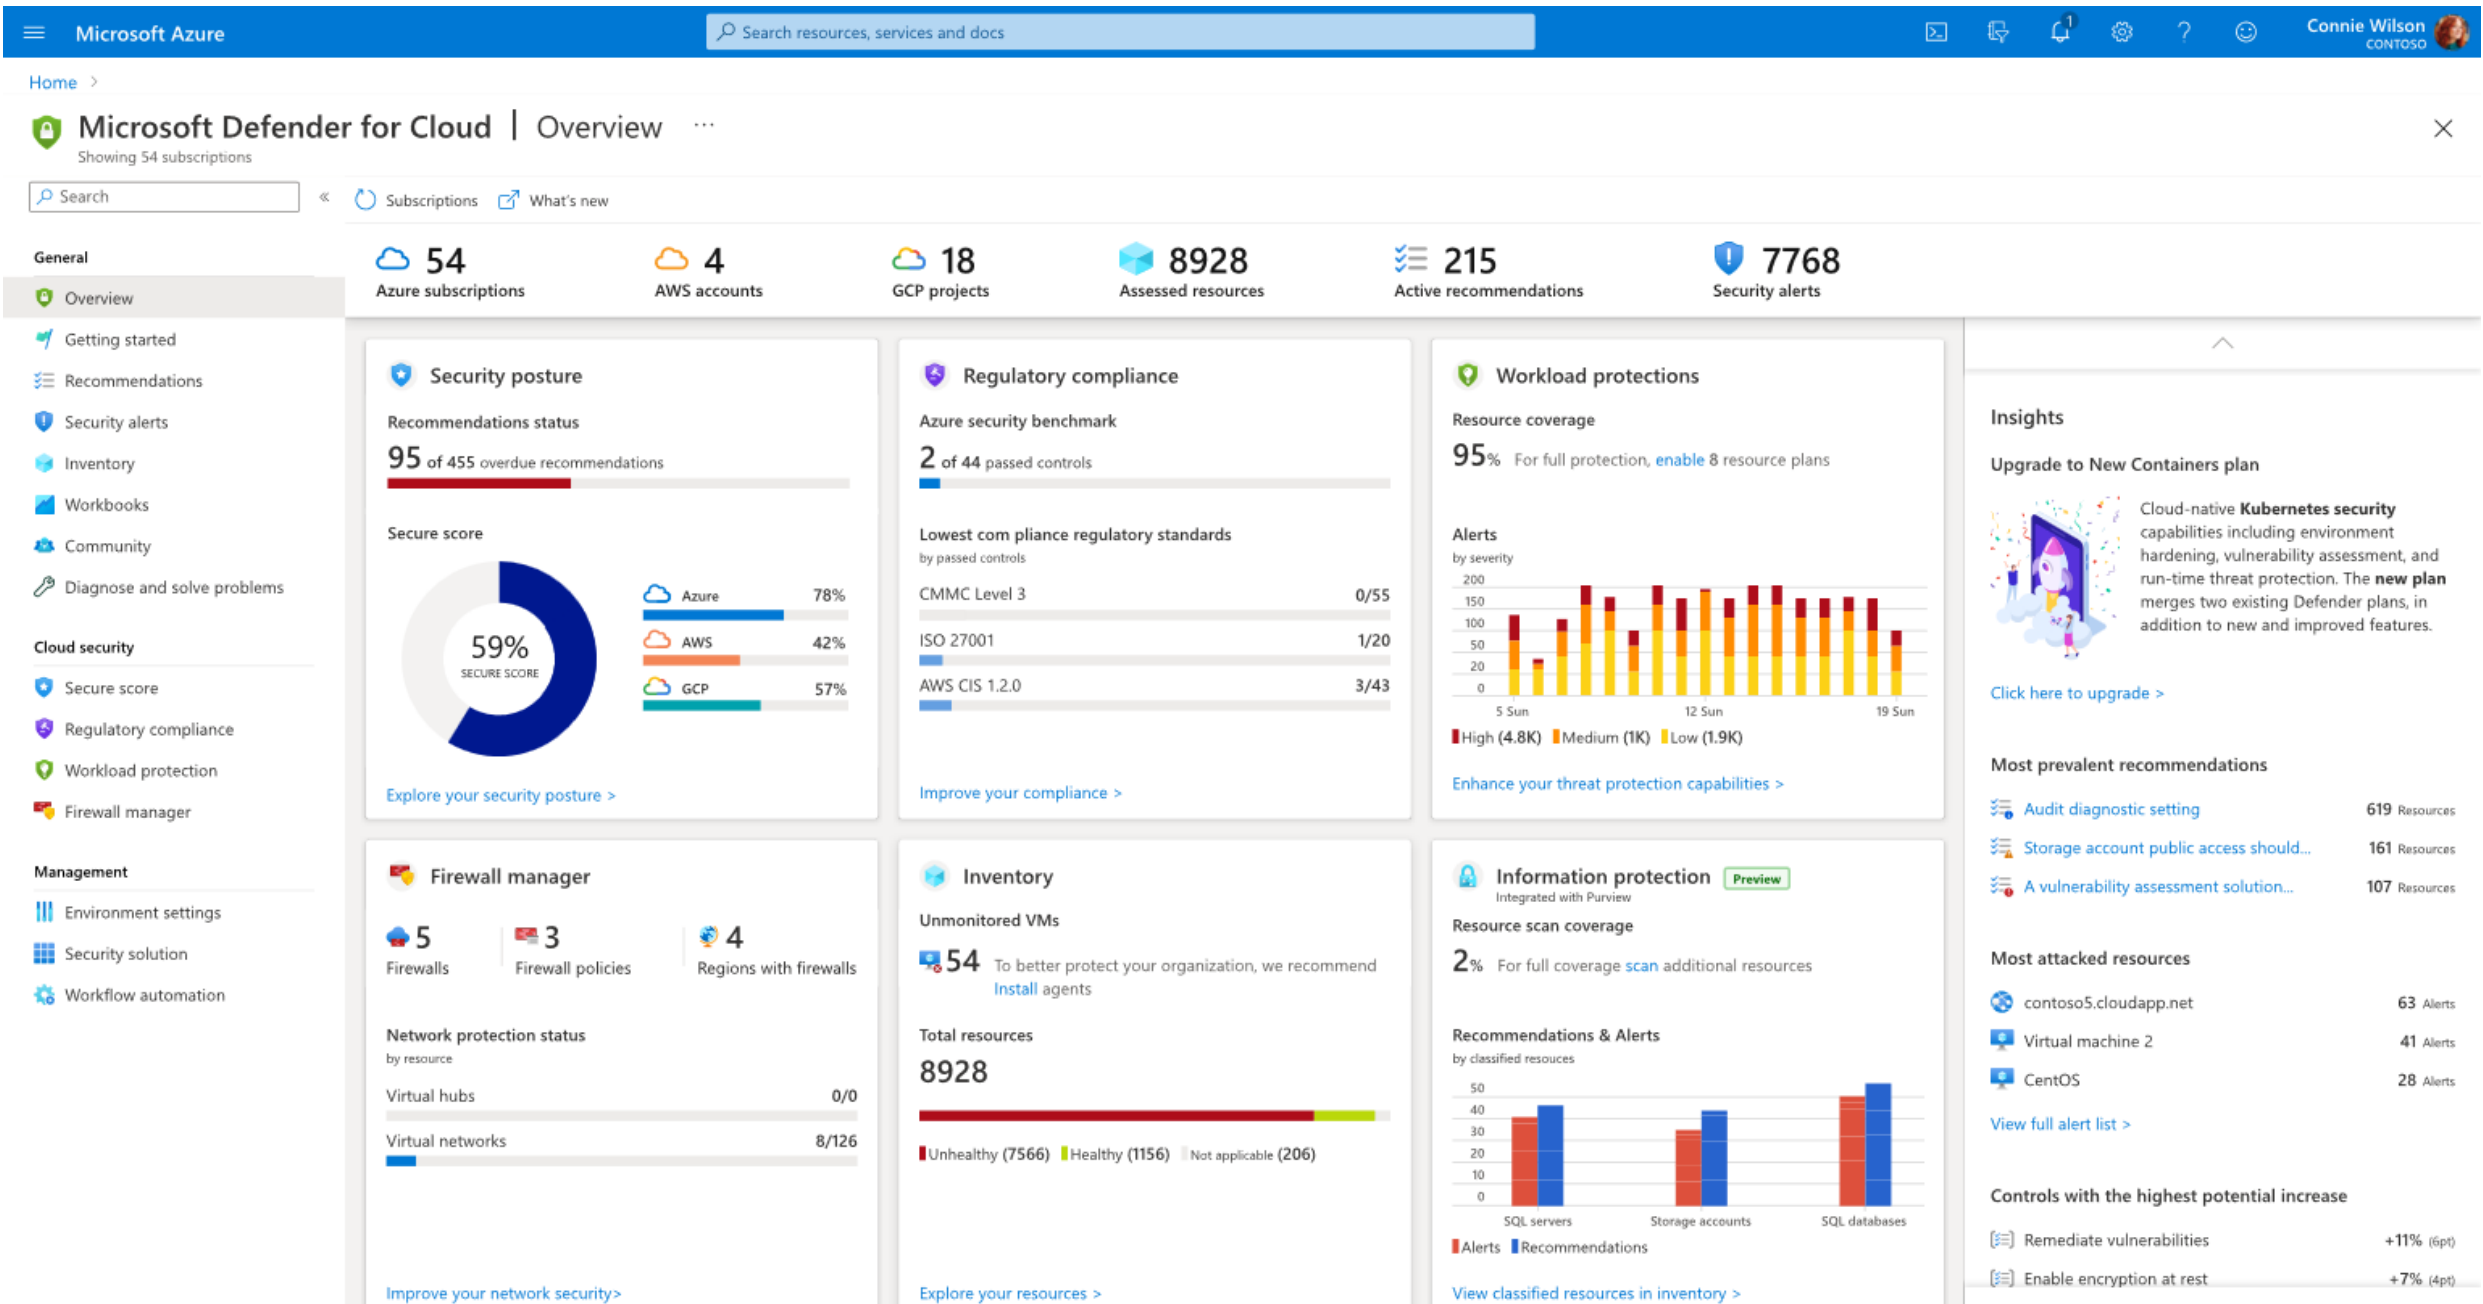 Microsoft Azure
Search resources, services and docs
1
Connie Wilson
CONTOSO
Home >
Microsoft Defender for Cloud | Overview ...
Showing 54 subscriptions
Search
«
Subscriptions
What's new
General
Overview
Getting started
Recommendations
Security alerts
Inventory
Workbooks
Community
Diagnose and solve problems
Cloud security
Secure score
Regulatory compliance
Workload protection
Firewall manager
Management
Environment settings
Security solution
Workflow automation
54
Azure subscriptions
4
AWS accounts
18
GCP projects
8928
Assessed resources
215
Active recommendations
7768
Security alerts
Security posture
Recommendations status
95 of 455 overdue recommendations
Secure score
59%
SECURE SCORE
Azure 78%
AWS 42%
GCP 57%
Explore your security posture >
Regulatory compliance
Azure security benchmark
2 of 44 passed controls
Lowest com pliance regulatory standards
by passed controls
CMMC Level 3 0/55
ISO 27001 1/20
AWS CIS 1.2.0 3/43
Improve your compliance >
Workload protections
Resource coverage
95% For full protection, enable 8 resource plans
Alerts
by severity
200
150
100
50
20
0
5 Sun 12 Sun 19 Sun
High (4.8K) Medium (1K) Low (1.9K)
Enhance your threat protection capabilities >
Firewall manager
5
Firewalls
3
Firewall policies
4
Regions with firewalls
Network protection status
by resource
Virtual hubs 0/0
Virtual networks 8/126
Improve your network security>
Inventory
Unmonitored VMs
54 To better protect your organization, we recommend
Install agents
Total resources
8928
Unhealthy (7566) Healthy (1156) Not applicable (206)
Explore your resources >
Information protection Preview
Integrated with Purview
Resource scan coverage
2% For full coverage scan additional resources
Recommendations & Alerts
by classified resouces
50
40
30
20
10
0
SQL servers Storage accounts SQL databases
Alerts Recommendations
View classified resources in inventory >
Insights
Upgrade to New Containers plan
Cloud-native Kubernetes security
capabilities including environment
hardening, vulnerability assessment, and
run-time threat protection. The new plan
merges two existing Defender plans, in
addition to new and improved features.
Click here to upgrade >
Most prevalent recommendations
Audit diagnostic setting 619 Resources
Storage account public access should... 161 Resources
A vulnerability assessment solution... 107 Resources
Most attacked resources
contoso5.cloudapp.net 63 Alerts
Virtual machine 2 41 Alerts
CentOS 28 Alerts
View full alert list >
Controls with the highest potential increase
Remediate vulnerabilities +11% (6pt)
Enable encryption at rest +7% (4pt)